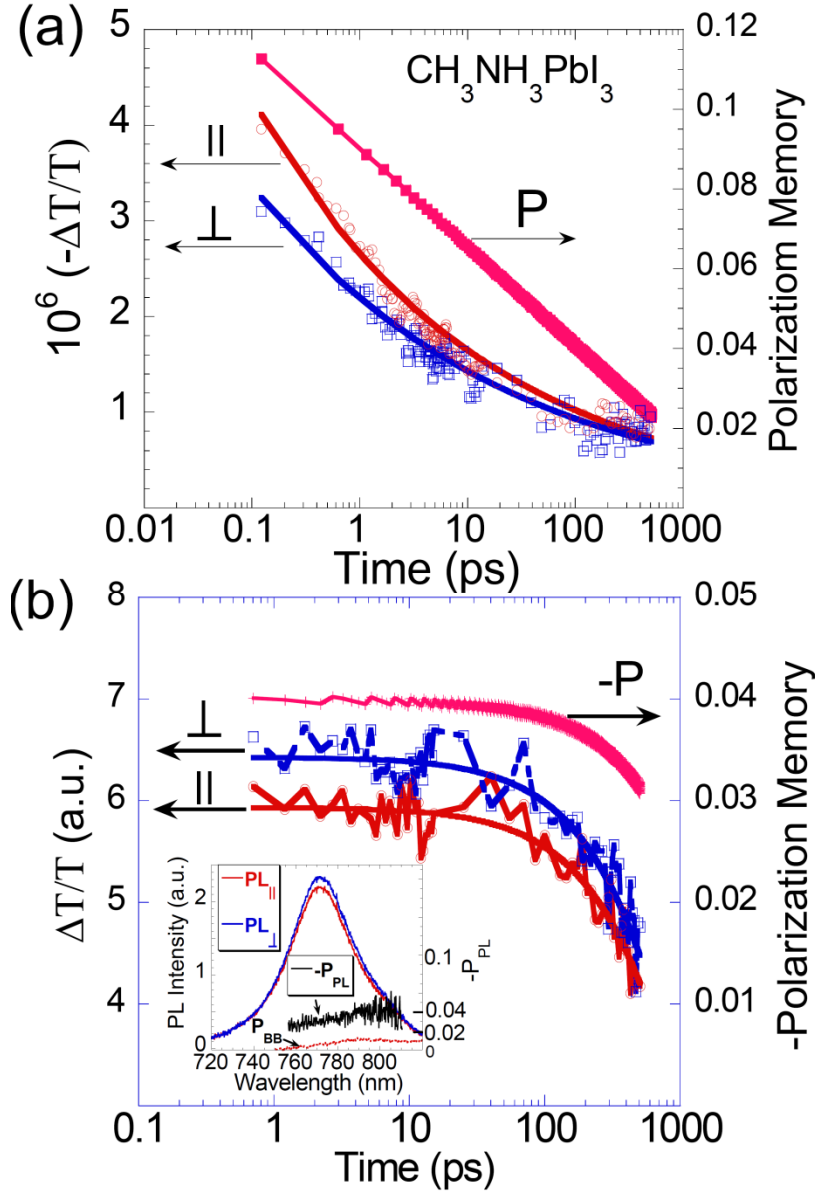 (a)
CH3NH3PbI3
||
⊥
P
10^6 (-ΔT/T)
5
4
3
2
1
0.12
0.1
0.08
0.06
0.04
0.02
Polarizatiom Memory
0.01 0.1 1 10 100 1000
Time (ps)
(b)
8
7
6
5
4
ΔT/T (a.u.)
⊥
||
-P
0.05
0.04
0.03
0.02
0.01
-Polarization Memory
PL||
PL⊥
PL Intensity (a.u.)
2
1
0
-P_PL
P_BB
0.1
0.04
0.02
0
-P_PL
720 740 760 780 800
Wavelength (nm)
0.1 1 10 100 1000
Time (ps)